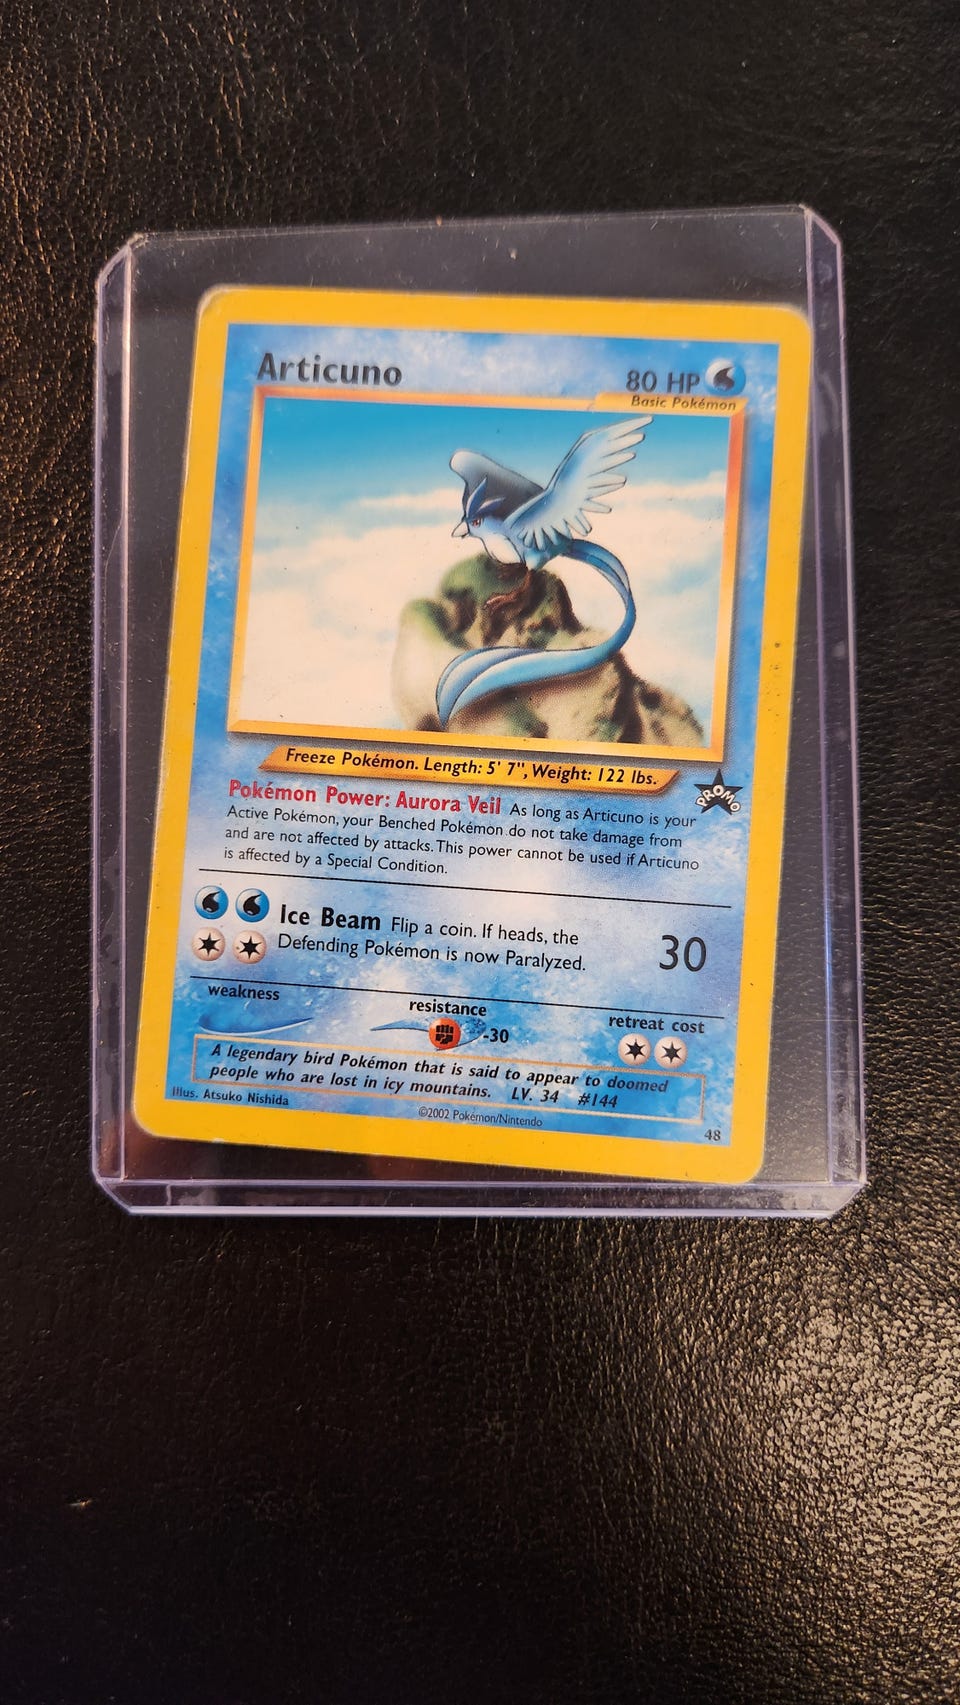 Articuno
80 HP
Basic Pokémon
Freeze Pokémon. Length: 5' 7", Weight: 122 lbs.
PROMO
Pokémon Power: Aurora Veil As long as Articuno is your
Active Pokémon, your Benched Pokémon do not take damage from
and are not affected by attacks. This power cannot be used if Articuno
is affected by a Special Condition.
Ice Beam Flip a coin. If heads, the
Defending Pokémon is now Paralyzed.
30
weakness
resistance
-30
retreat cost
A legendary bird Pokémon that is said to appear to doomed
people who are lost in icy mountains. LV. 34 #144
Illus. Atsuko Nishida
©2002 Pokémon/Nintendo
48